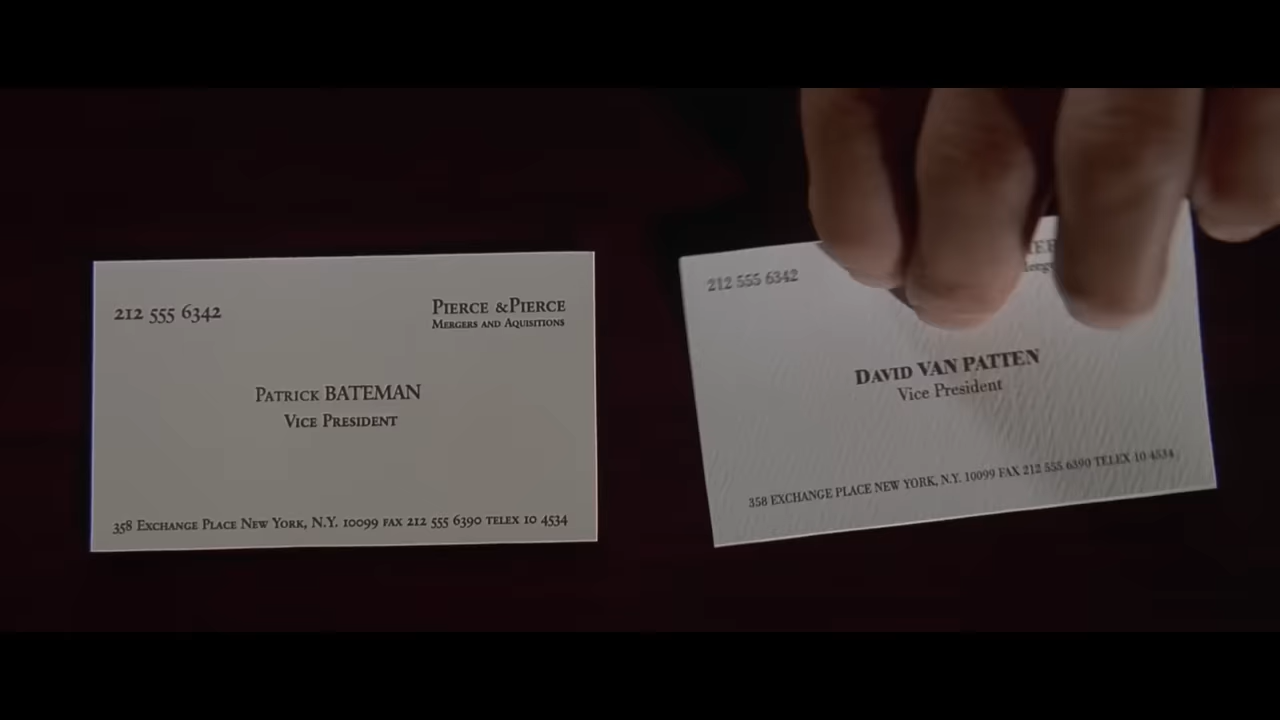 212 555 6342
PIERCE &PIERCE
MERGERS AND AQUISITIONS
PATRICK BATEMAN
VICE PRESIDENT
358 EXCHANGE PLACE NEW YORK, N.Y. 10099 FAX 212 555 6390 TELEX 10 4534
212 555 6342
DAVID VAN PATTEN
Vice President
358 EXCHANGE PLACE NEW YORK, N.Y. 10099 FAX 212 555 6390 TELEX 10 4534